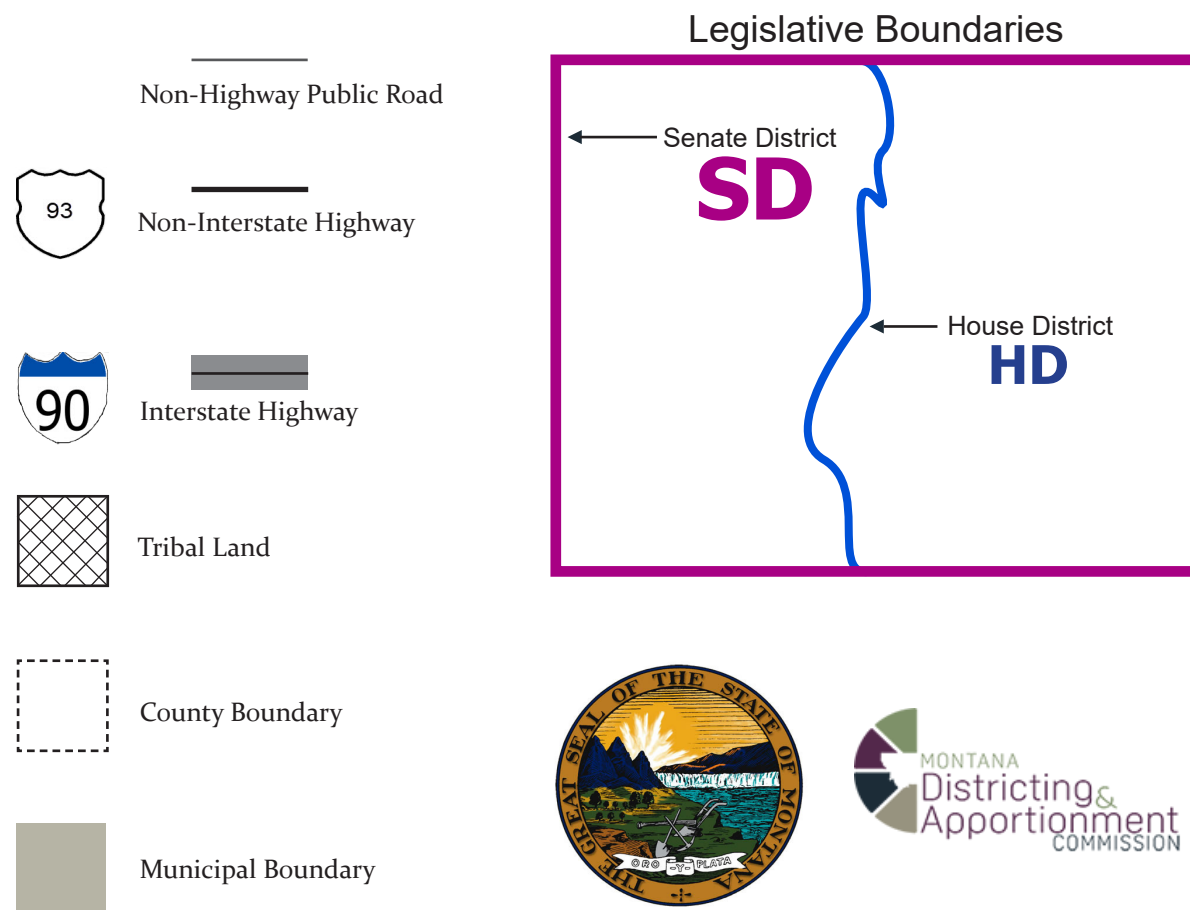 Legislative Boundaries
Non-Highway Public Road
93
Non-Interstate Highway
90
Interstate Highway
Tribal Land
County Boundary
Municipal Boundary
Senate District
SD
House District
HD
THE GREAT SEAL OF THE STATE OF MONTANA
ORO Y PLATA
MONTANA
Districting &
Apportionment
COMMISSION